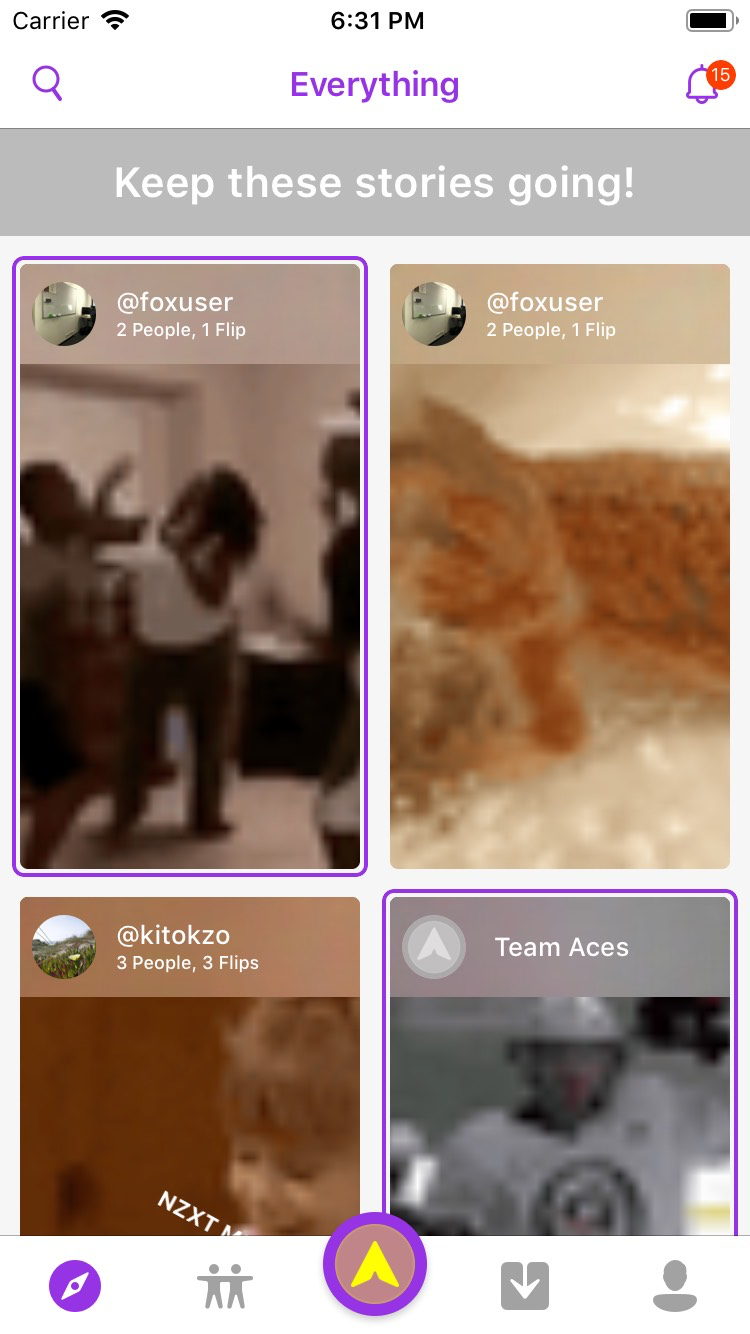 Carrier 6:31 PM
Everything
15
Keep these stories going!
@foxuser
2 People, 1 Flip
@foxuser
2 People, 1 Flip
@kitokzo
3 People, 3 Flips
Team Aces
NZXT